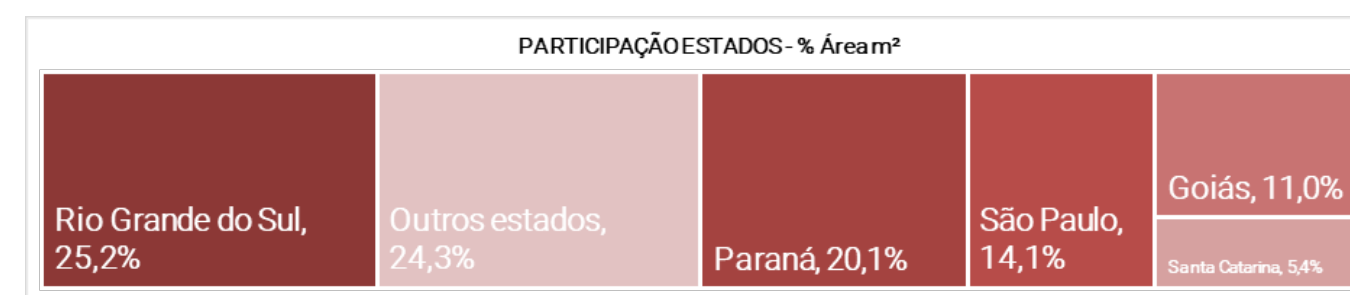 PARTICIPAÇÃO ESTADOS - % Área m²
Rio Grande do Sul,
25,2%
Outros estados,
24,3%
Paraná, 20,1%
São Paulo,
14,1%
Goiás, 11,0%
Santa Catarina, 5,4%